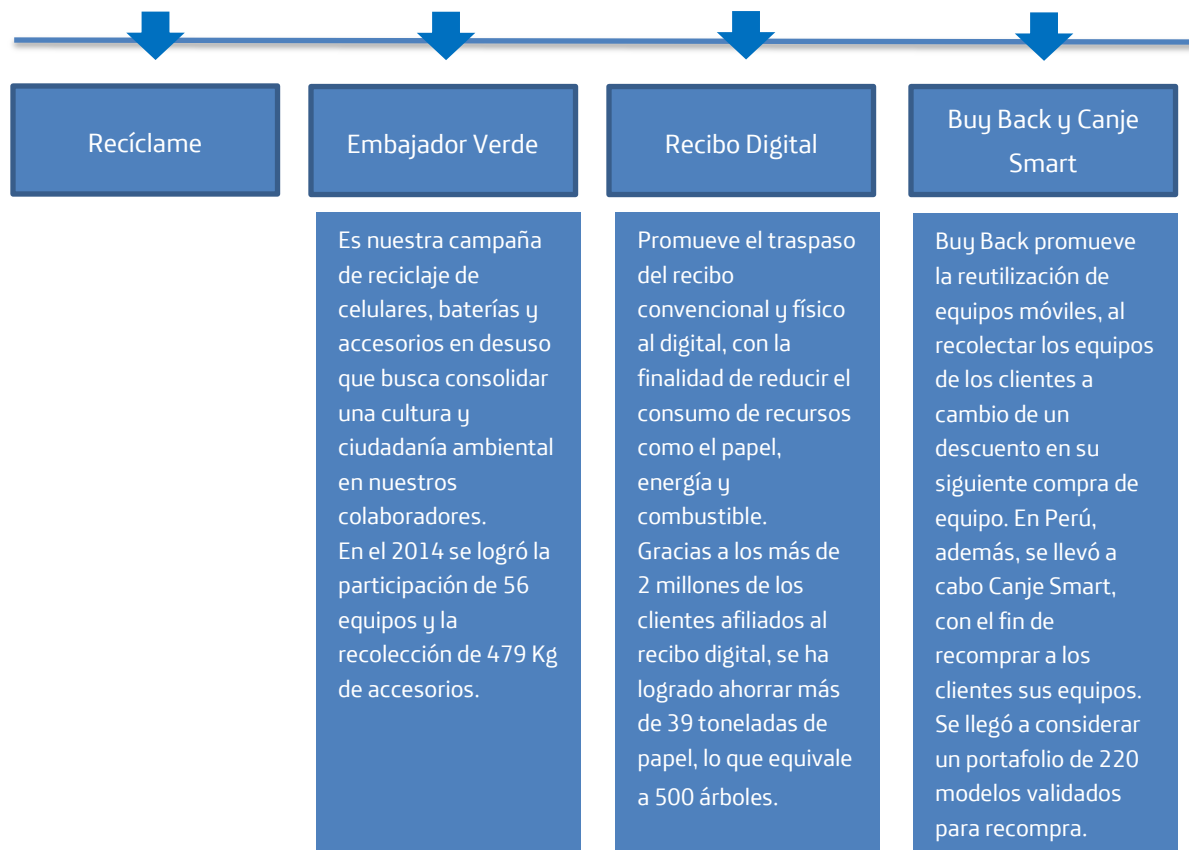 Recíclame
Embajador Verde
Es nuestra campaña
de reciclaje de
celulares, baterías y
accesorios en desuso
que busca consolidar
una cultura y
ciudadanía ambiental
en nuestros
colaboradores.
En el 2014 se logró la
participación de 56
equipos y la
recolección de 479 Kg
de accesorios.
Recibo Digital
Promueve el traspaso
del recibo
convencional y físico
al digital, con la
finalidad de reducir el
consumo de recursos
como el papel,
energía y
combustible.
Gracias a los más de
2 millones de los
clientes afiliados al
recibo digital, se ha
logrado ahorrar más
de 39 toneladas de
papel, lo que equivale
a 500 árboles.
Buy Back y Canje
Smart
Buy Back promueve
la reutilización de
equipos móviles, al
recolectar los equipos
de los clientes a
cambio de un
descuento en su
siguiente compra de
equipo. En Perú,
además, se llevó a
cabo Canje Smart,
con el fin de
recomprar a los
clientes sus equipos.
Se llegó a considerar
un portafolio de 220
modelos validados
para recompra.